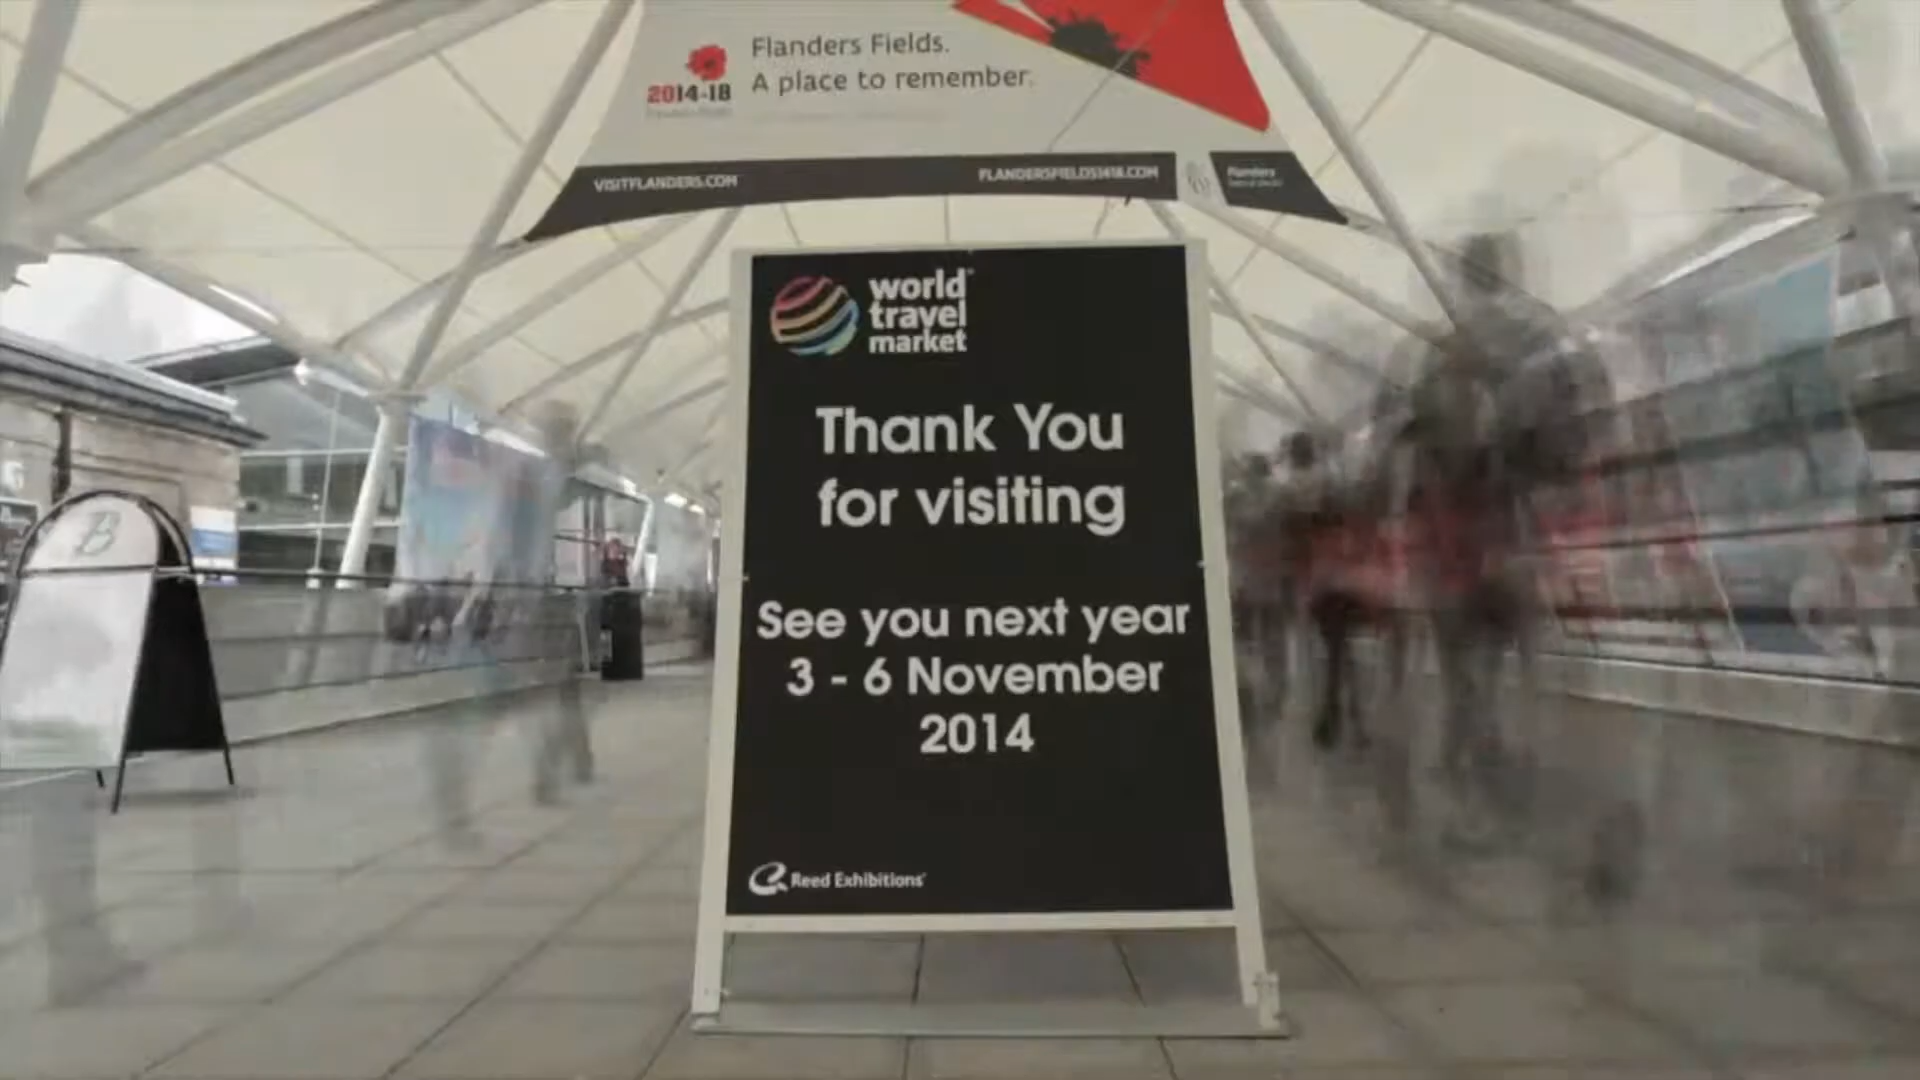 Flanders Fields.
A place to remember.
2014-18
VISITFLANDERS.COM
FLANDERSFIELDS1418.COM
Flanders
world
travel
market
Thank You
for visiting
See you next year
3 - 6 November
2014
Reed Exhibitions
B